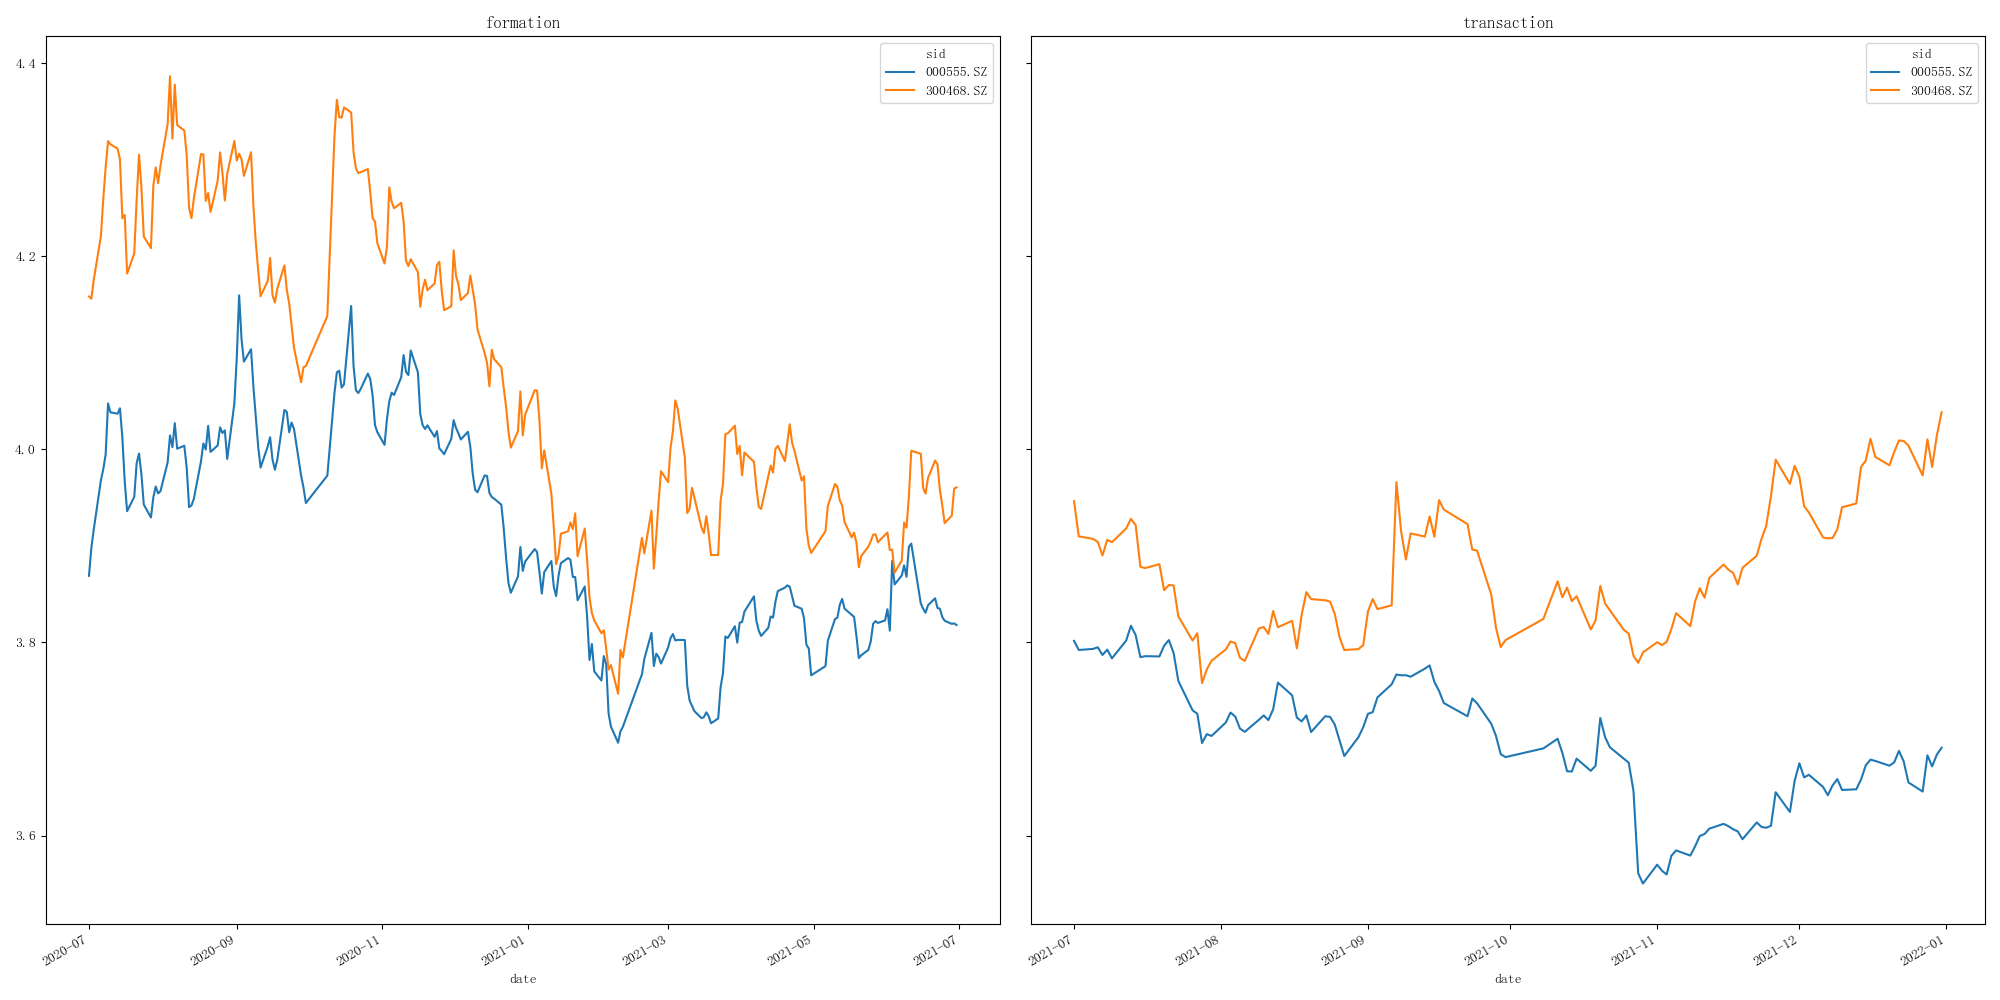 formation
sid
000555.SZ
300468.SZ
4.4
4.2
4.0
3.8
3.6
2020-07
2020-09
2020-11
2021-01
2021-03
2021-05
2021-07
date
transaction
sid
000555.SZ
300468.SZ
2021-07
2021-08
2021-09
2021-10
2021-11
2021-12
2022-01
date